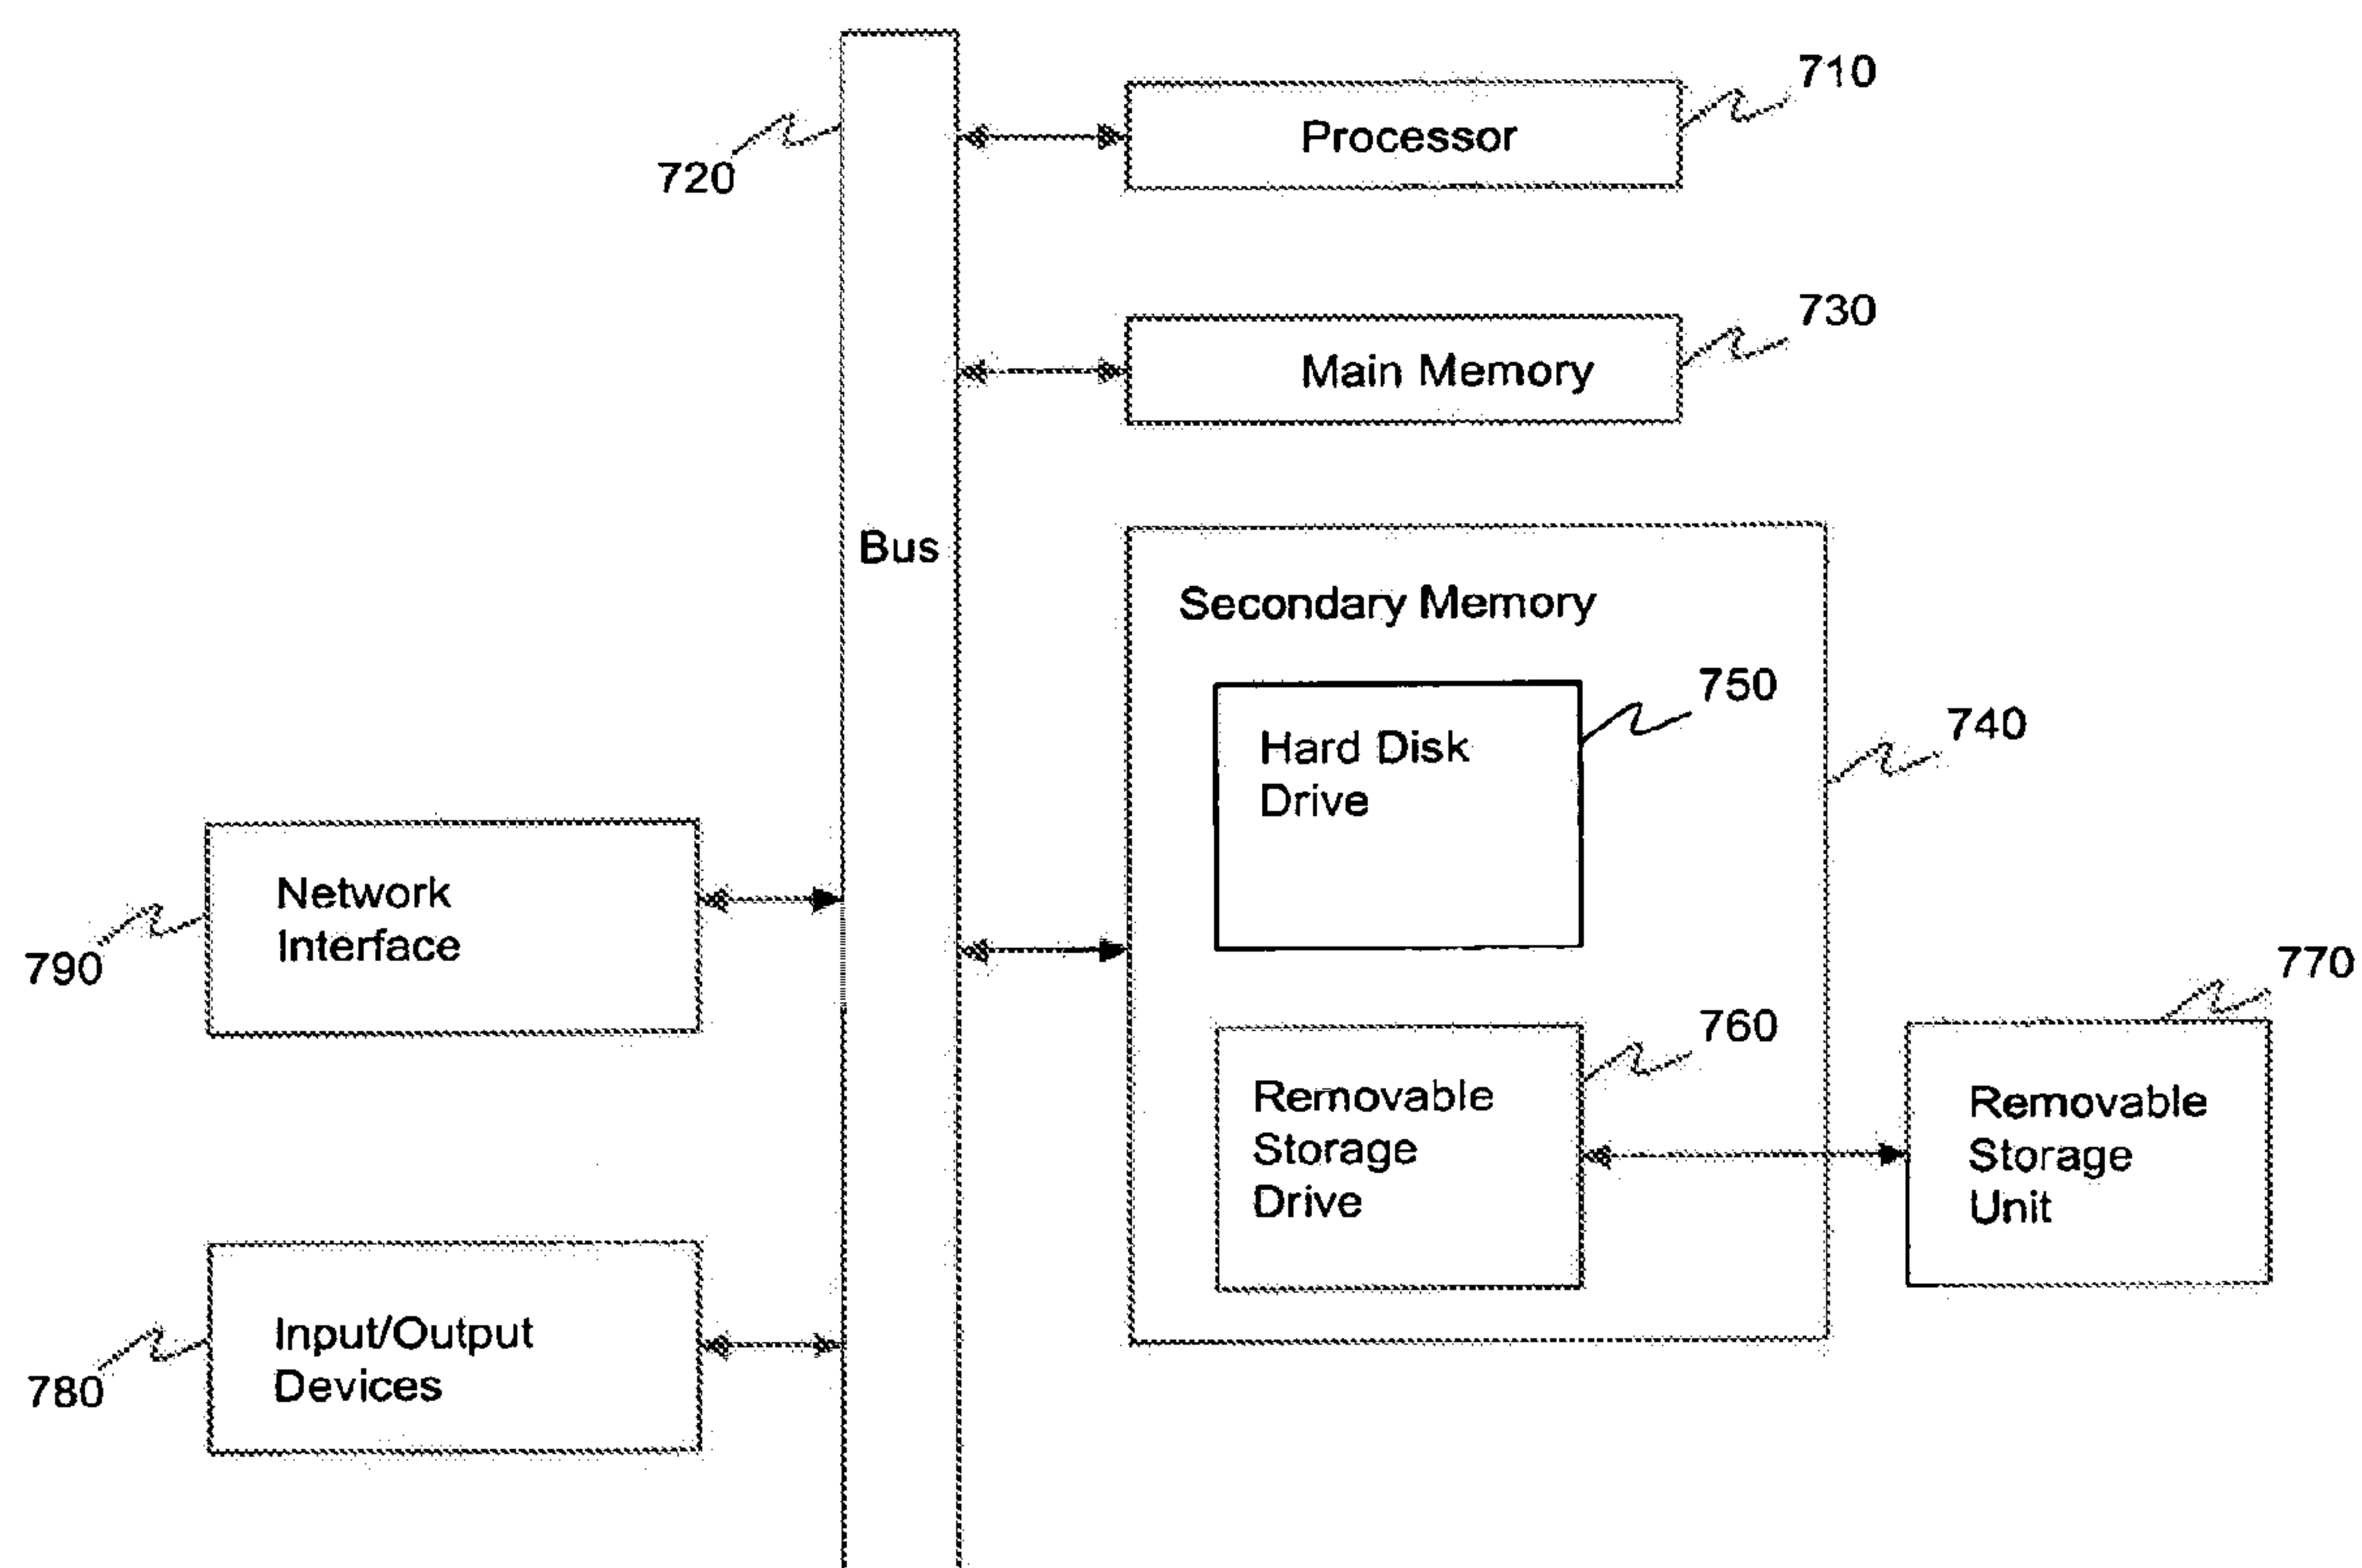 710
Processor
720
730
Main Memory
Bus
Secondary Memory
750
Hard Disk
Drive
740
Network
Interface
790
770
760
Removable
Storage
Drive
Removable
Storage
Unit
Input/Output
Devices
780